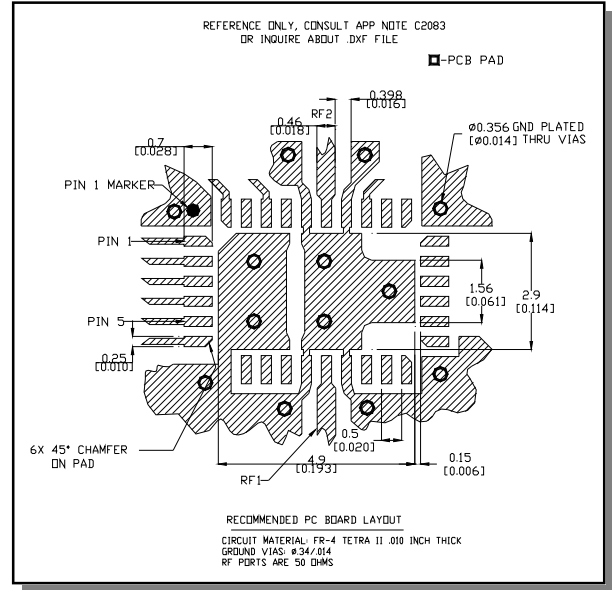 REFERENCE ONLY, CONSULT APP NOTE C2083
OR INQUIRE ABOUT .DXF FILE
-PCB PAD
0.398
[0.016]
RF2
0.46
[0.018]
Ø0.356 GND PLATED
[Ø0.014] THRU VIAS
0.7
[0.028]
PIN 1 MARKER
PIN 1
1.56
[0.061]
2.9
[0.114]
PIN 5
0.25
[0.010]
6X 45° CHAMFER
ON PAD
0.5
[0.020]
4.9
[0.193]
0.15
[0.006]
RF1
RECOMMENDED PC BOARD LAYOUT
CIRCUIT MATERIAL: FR-4 TETRA II .010 INCH THICK
GROUND VIAS: Ø.34/.014
RF PORTS ARE 50 OHMS